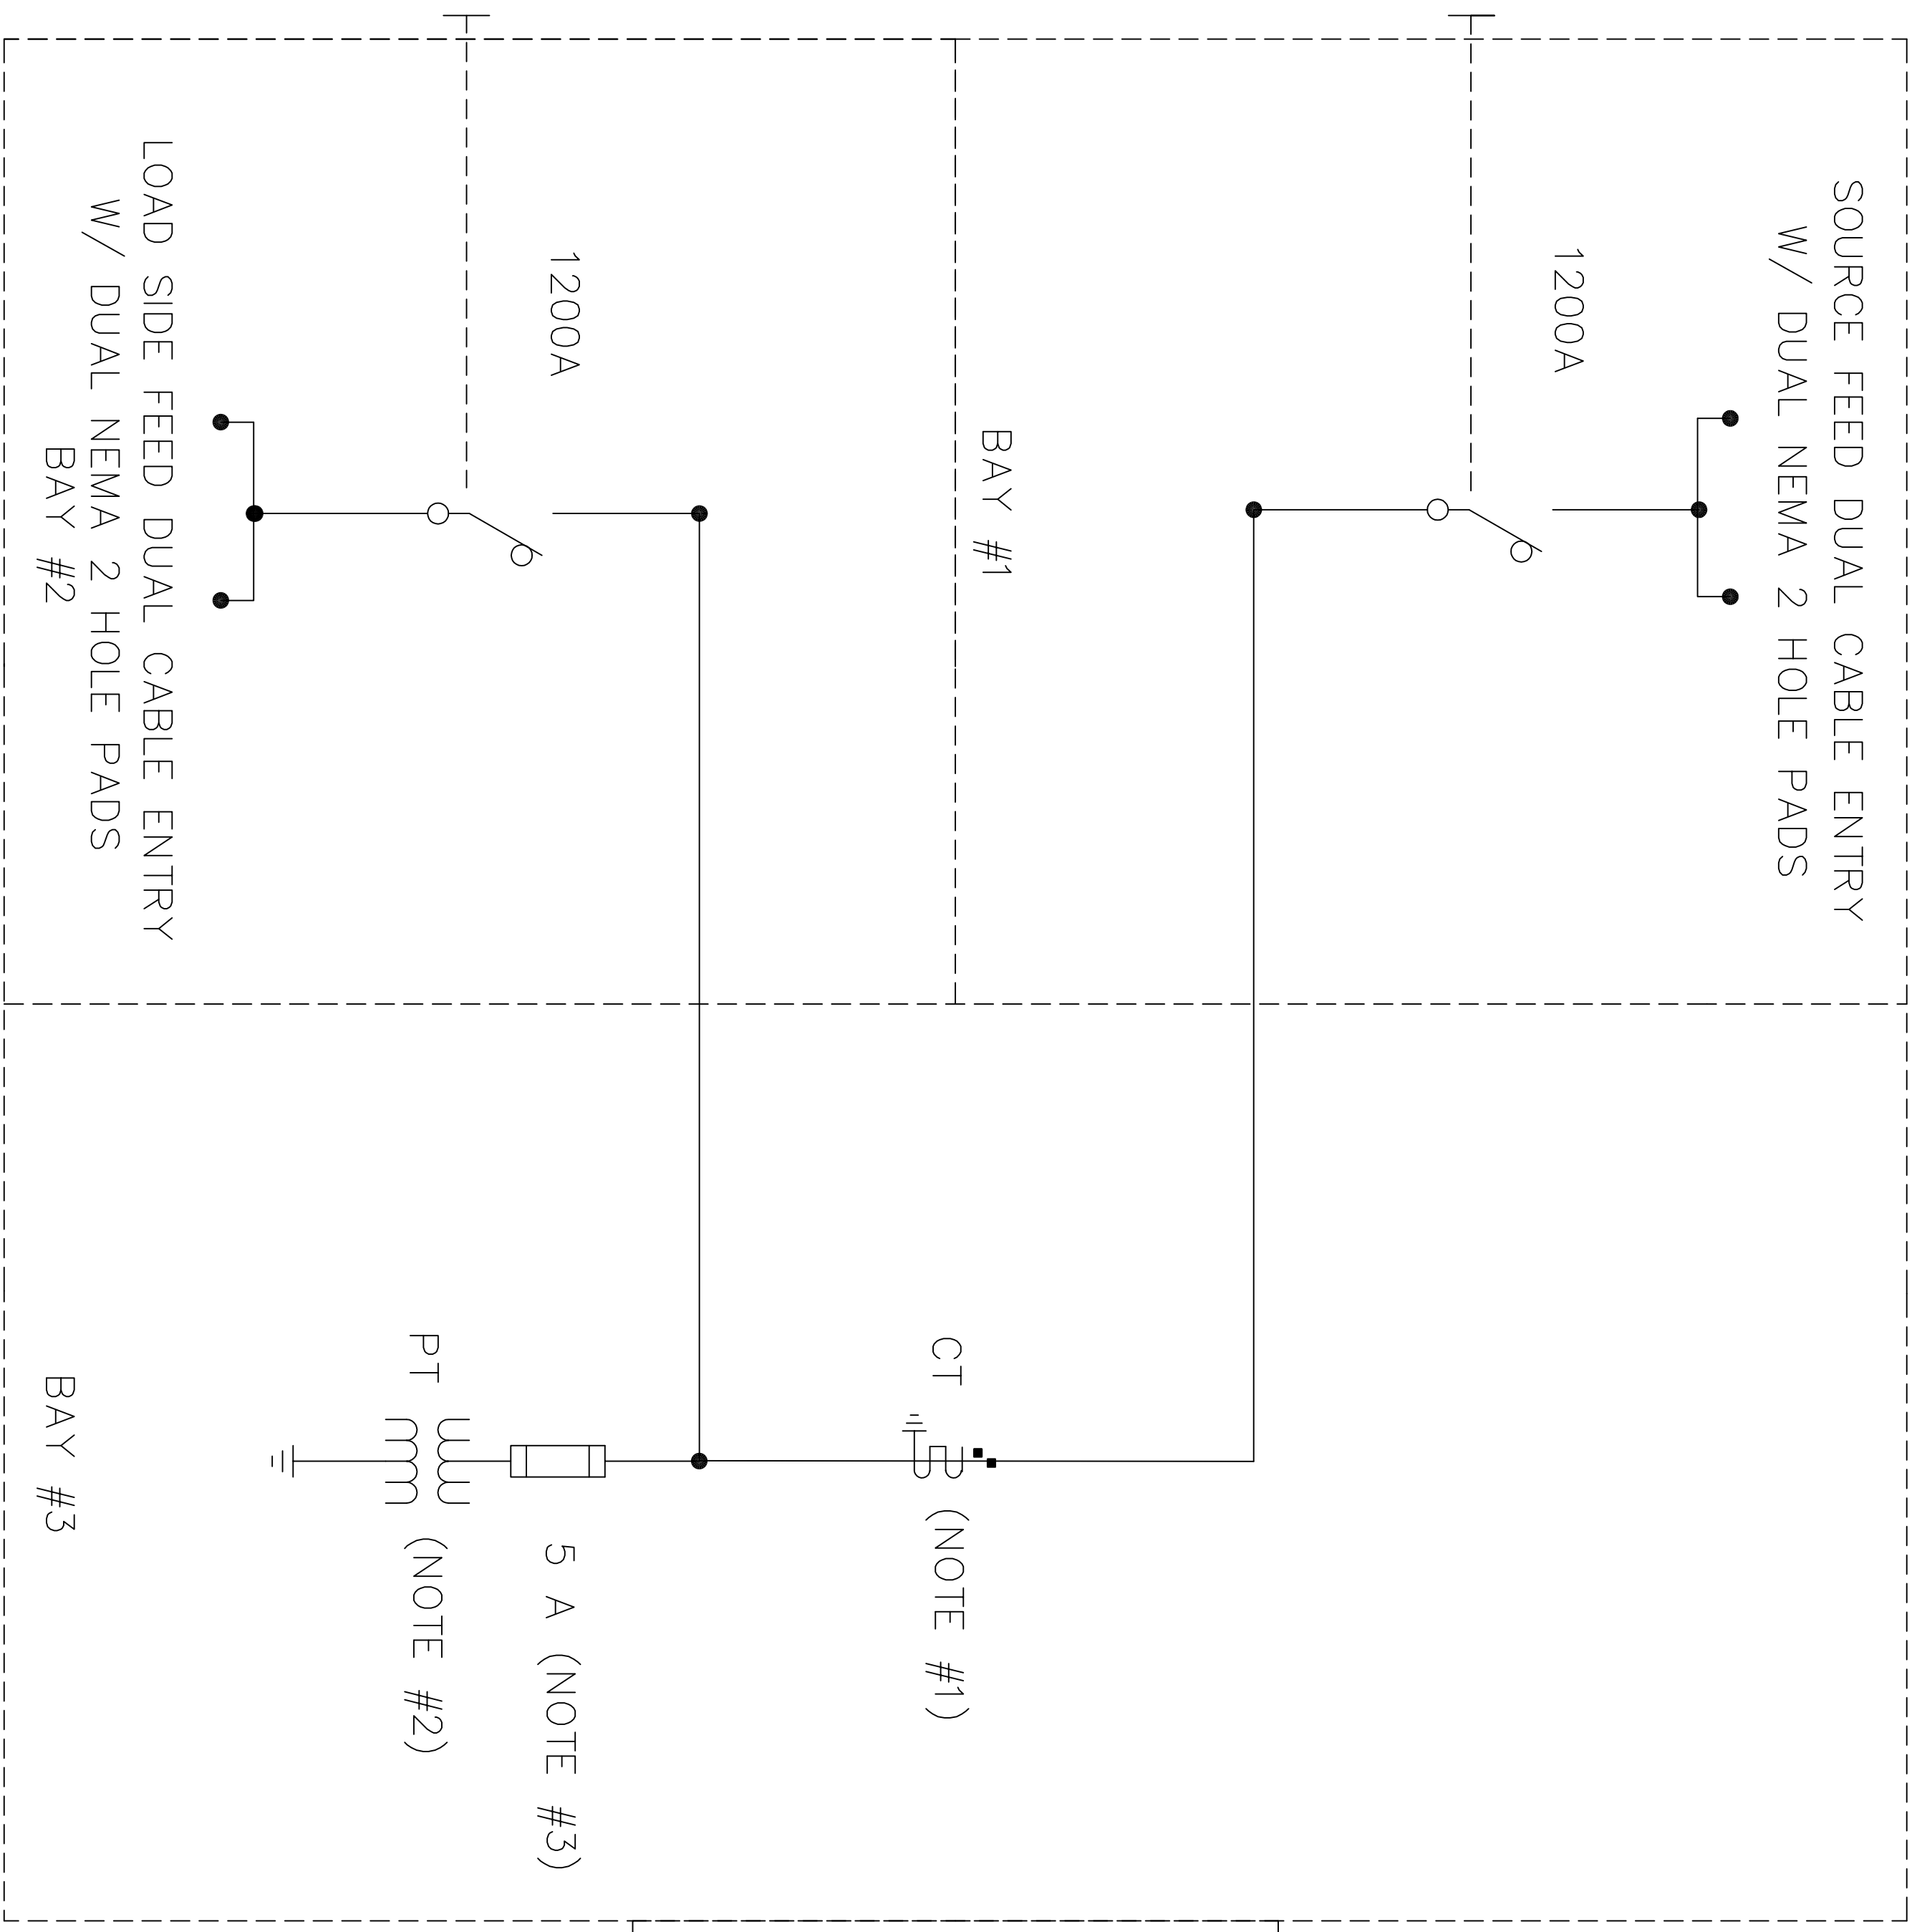 SOURCE FEED DUAL CABLE ENTRY
W/ DUAL NEMA 2 HOLE PADS
1200A
BAY #1
1200A
LOAD SIDE FEED DUAL CABLE ENTRY
W/ DUAL NEMA 2 HOLE PADS
BAY #2
CT
(NOTE #1)
5 A (NOTE #3)
PT
(NOTE #2)
BAY #3